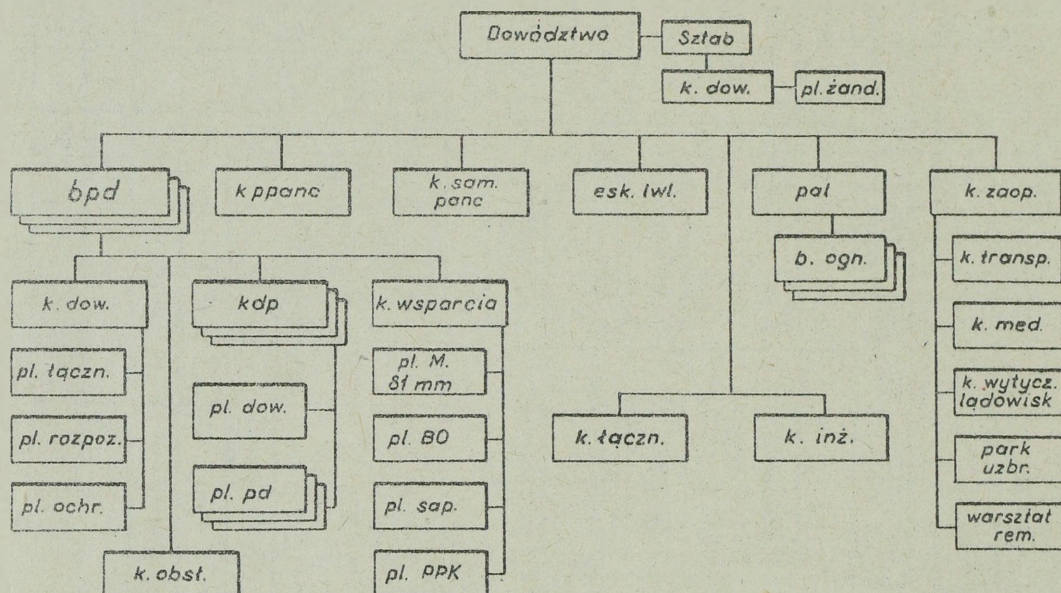 Dowództwo
Sztab
k. dow.
pl. żand.
bpd
k ppanc
k. sam.
panc
esk. lwl.
pal
k. zaop.
b. ogn.
k. transp.
k. dow.
kdp
k. wsparcia
k. med.
pl. łączn.
pl. M.
81 mm
k. wytycz.
lądowisk
pl. dow.
pl. rozpoz.
pl. BO
k. łączn.
k. inż.
park
uzbr.
pl. ochr.
pl. pd
pl. sap.
warsztat
rem.
k. obsł.
pl. PPK